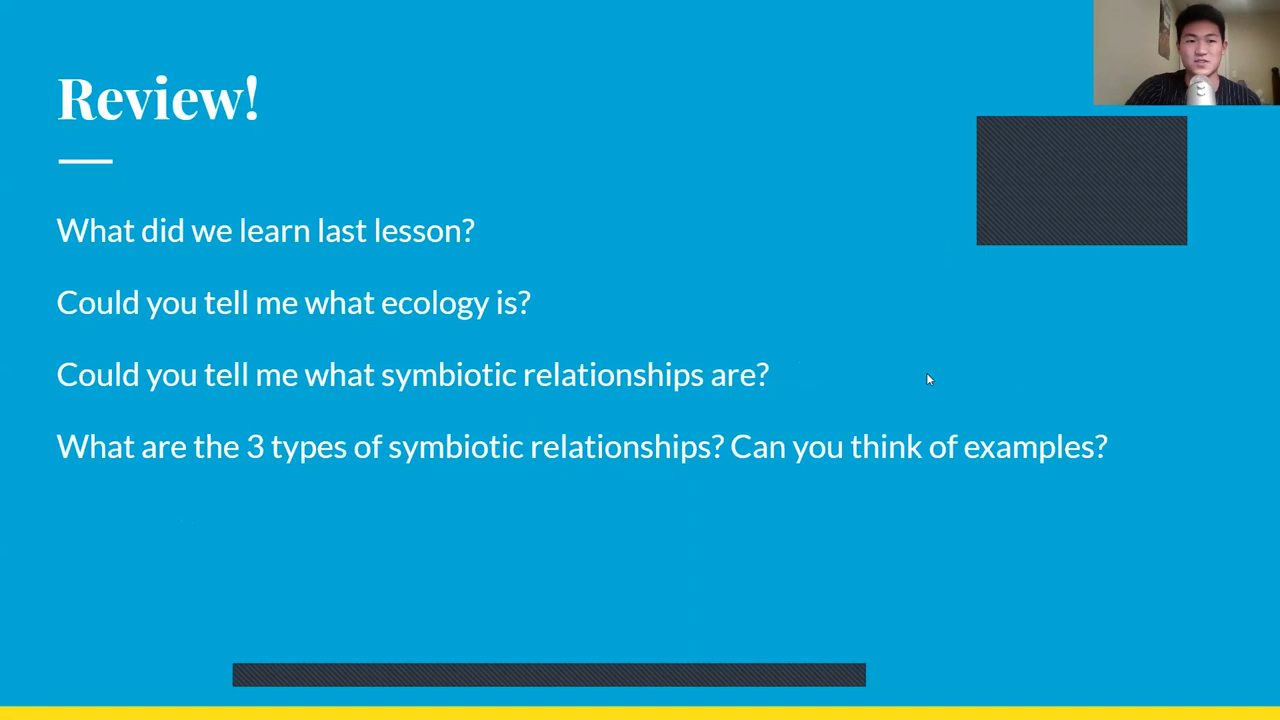 Review!
What did we learn last lesson?
Could you tell me what ecology is?
Could you tell me what symbiotic relationships are?
What are the 3 types of symbiotic relationships? Can you think of examples?